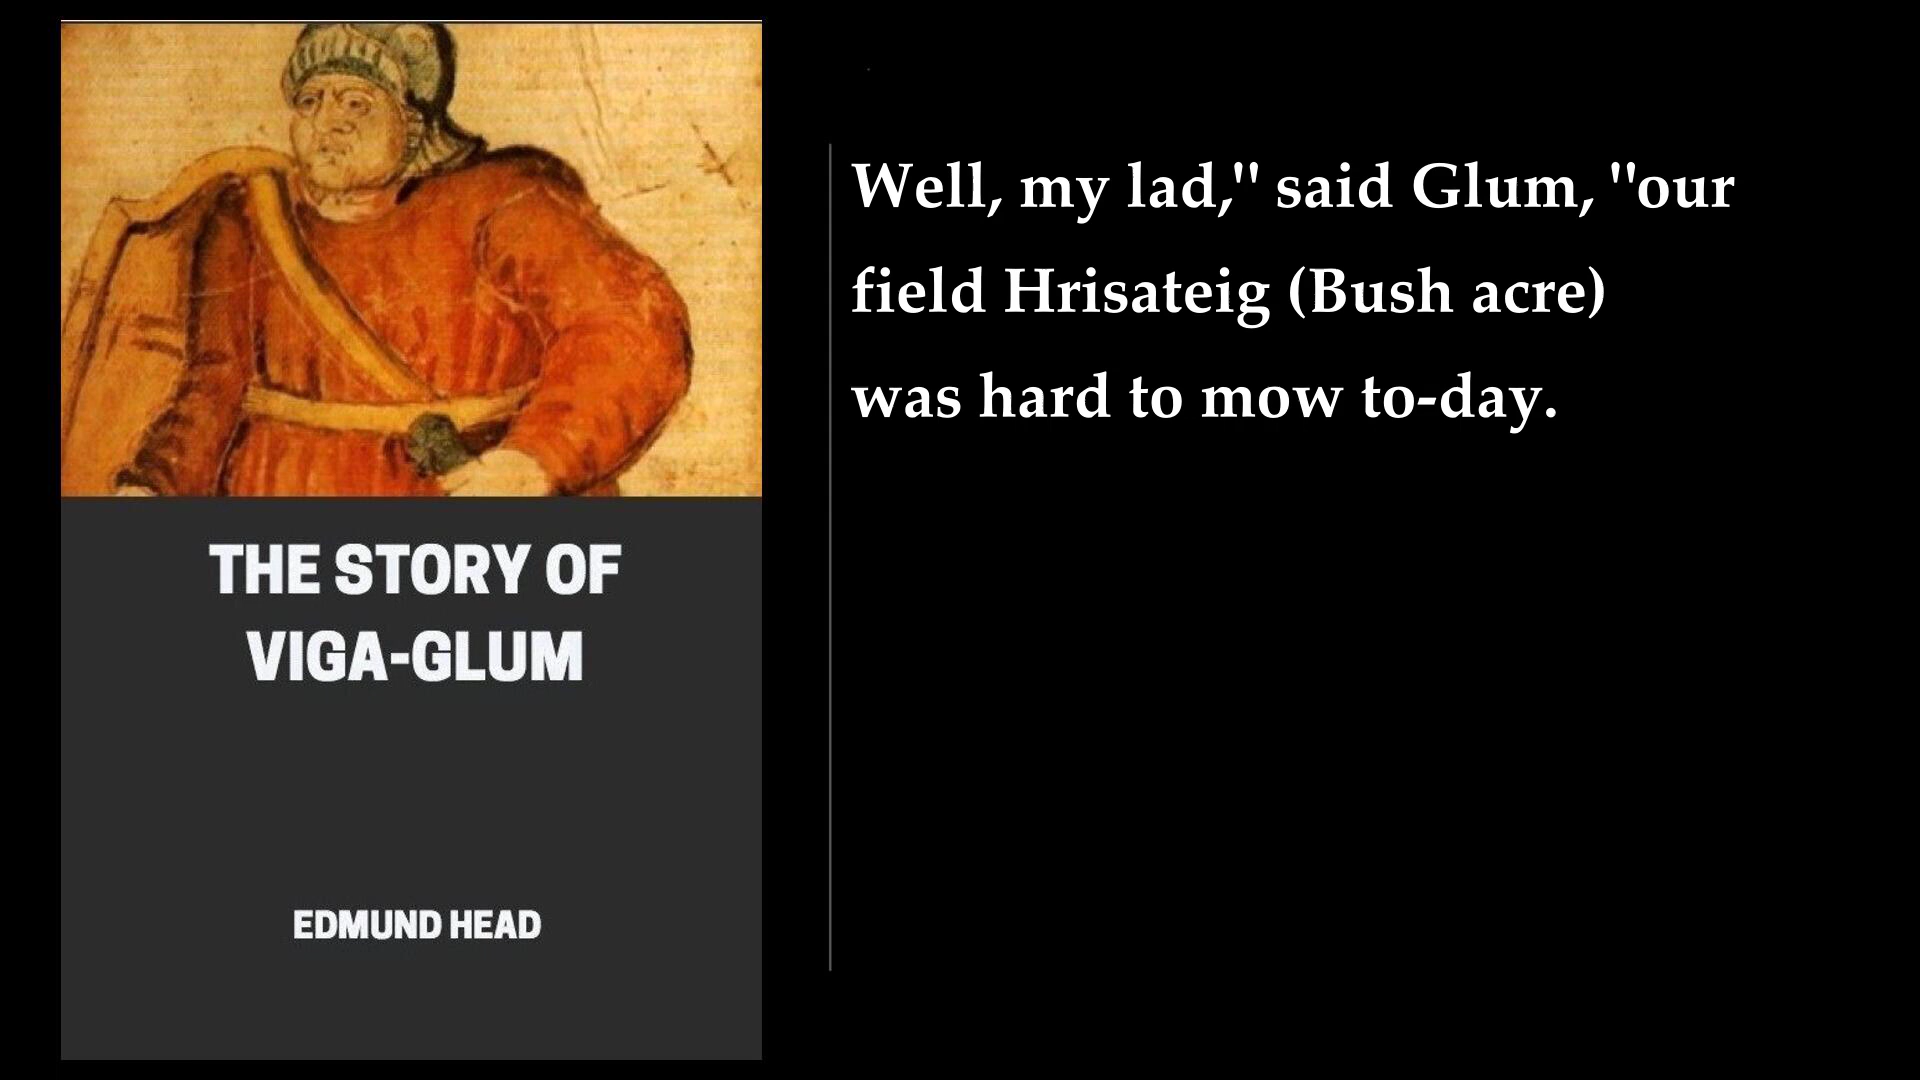 THE STORY OF
VIGA-GLUM
EDMUND HEAD
Well, my lad," said Glum, "our
field Hrisateig (Bush acre)
was hard to mow to-day.